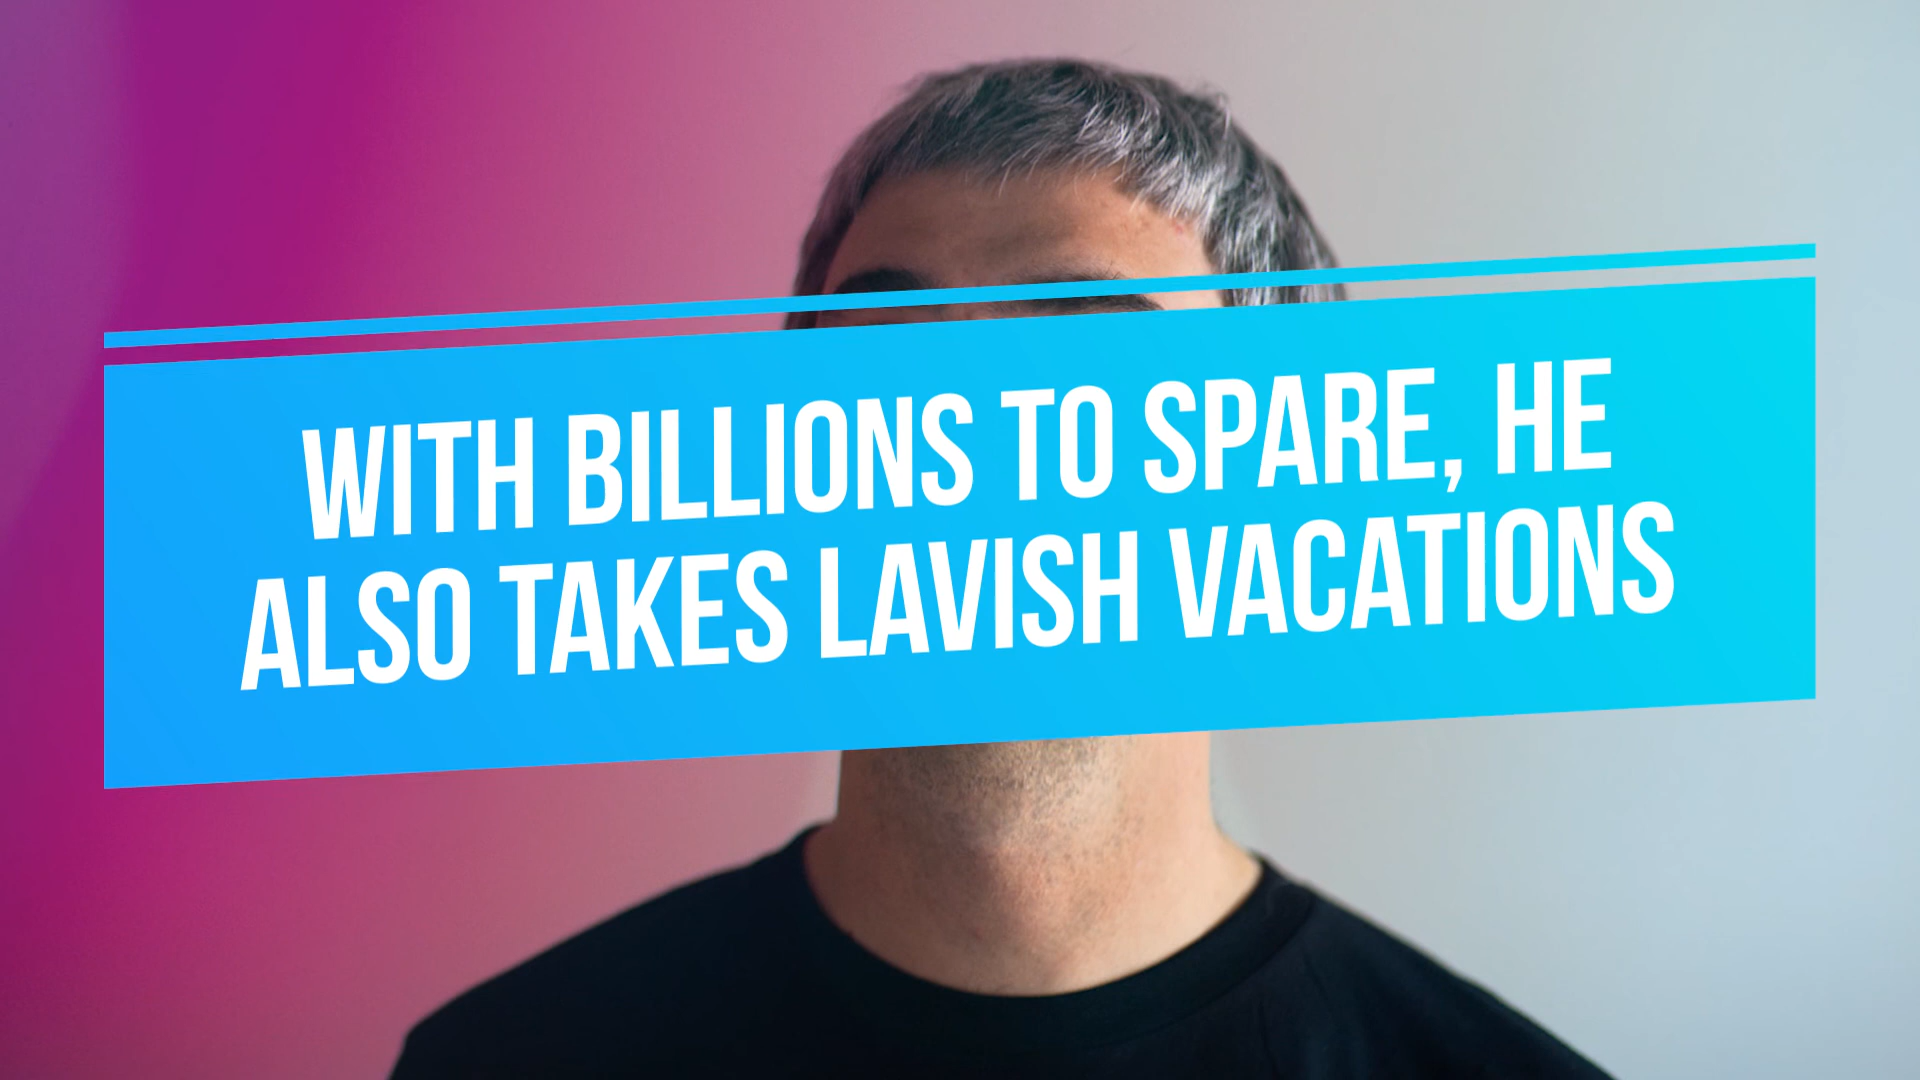 WITH BILLIONS TO SPARE, HE
ALSO TAKES LAVISH VACATIONS